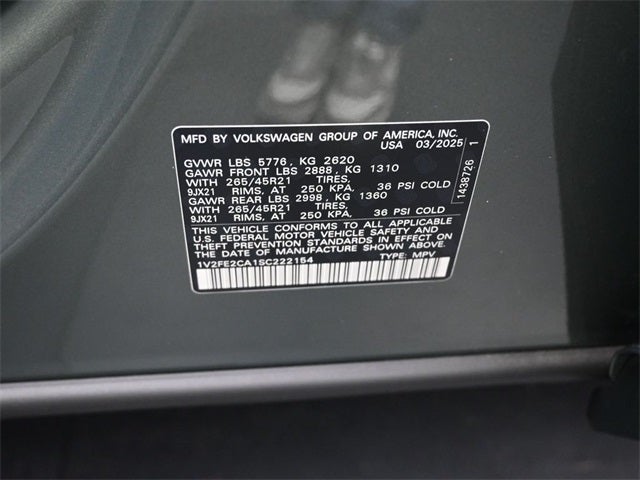 MFD BY VOLKSWAGEN GROUP OF AMERICA, INC.
USA 03/2025
GVWR LBS 5776, KG 2620
GAWR FRONT LBS 2888, KG 1310
WITH 265/45R21 TIRES,
9JX21 RIMS, AT 250 KPA, 36 PSI COLD
GAWR REAR LBS 2998, KG 1360
WITH 265/45R21 TIRES,
9JX21 RIMS, AT 250 KPA, 36 PSI COLD
THIS VEHICLE CONFORMS TO ALL APPLICABLE
U.S. FEDERAL MOTOR VEHICLE SAFETY AND
THEFT PREVENTION STANDARDS IN EFFECT ON
THE DATE OF MANUFACTURE SHOWN ABOVE.
1V2FE2CA1SC222154 TYPE: MPV
1438726 1